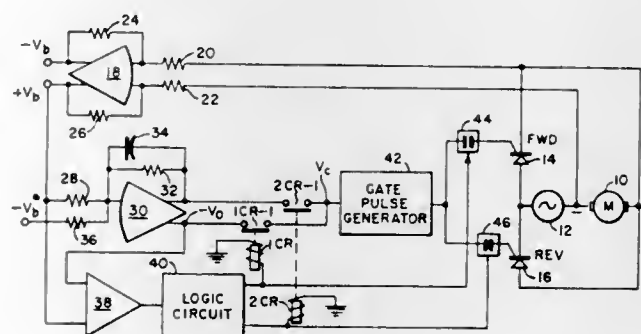 24
-Vb
20
18
+Vb
22
26
34
44
FWD
14
Vc
42
10
28
32
2CR-1
GATE PULSE GENERATOR
M
-Vb*
30
-Vo
1CR-1
12
36
46
1CR
REV
40
16
38
LOGIC CIRCUIT
2CR